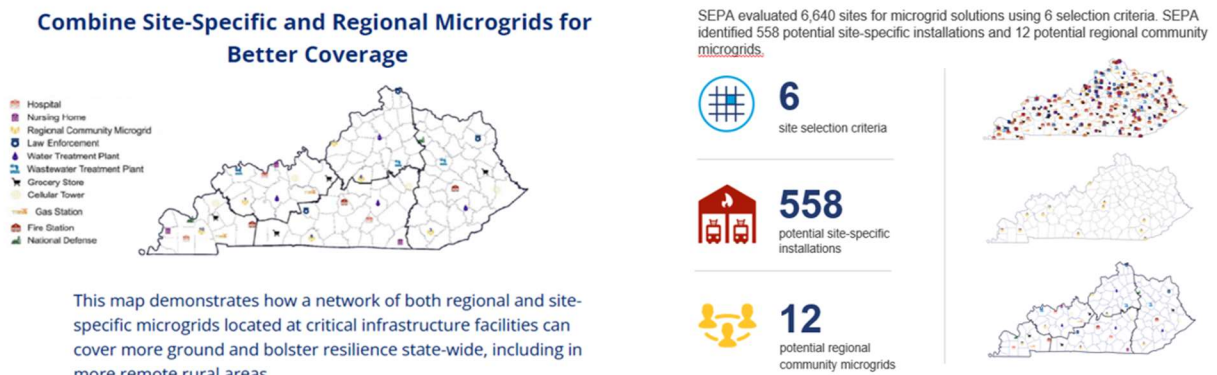 Combine Site-Specific and Regional Microgrids for
Better Coverage
Hospital
Nursing Home
Regional Community Microgrid
Law Enforcement
Water Treatment Plant
Wastewater Treatment Plant
Grocery Store
Cellular Tower
Gas Station
Fire Station
National Defense
This map demonstrates how a network of both regional and site-
specific microgrids located at critical infrastructure facilities can
cover more ground and bolster resilience state-wide, including in
more remote rural areas.
SEPA evaluated 6,640 sites for microgrid solutions using 6 selection criteria. SEPA
identified 558 potential site-specific installations and 12 potential regional community
microgrids.
6
site selection criteria
558
potential site-specific
installations
12
potential regional
community microgrids